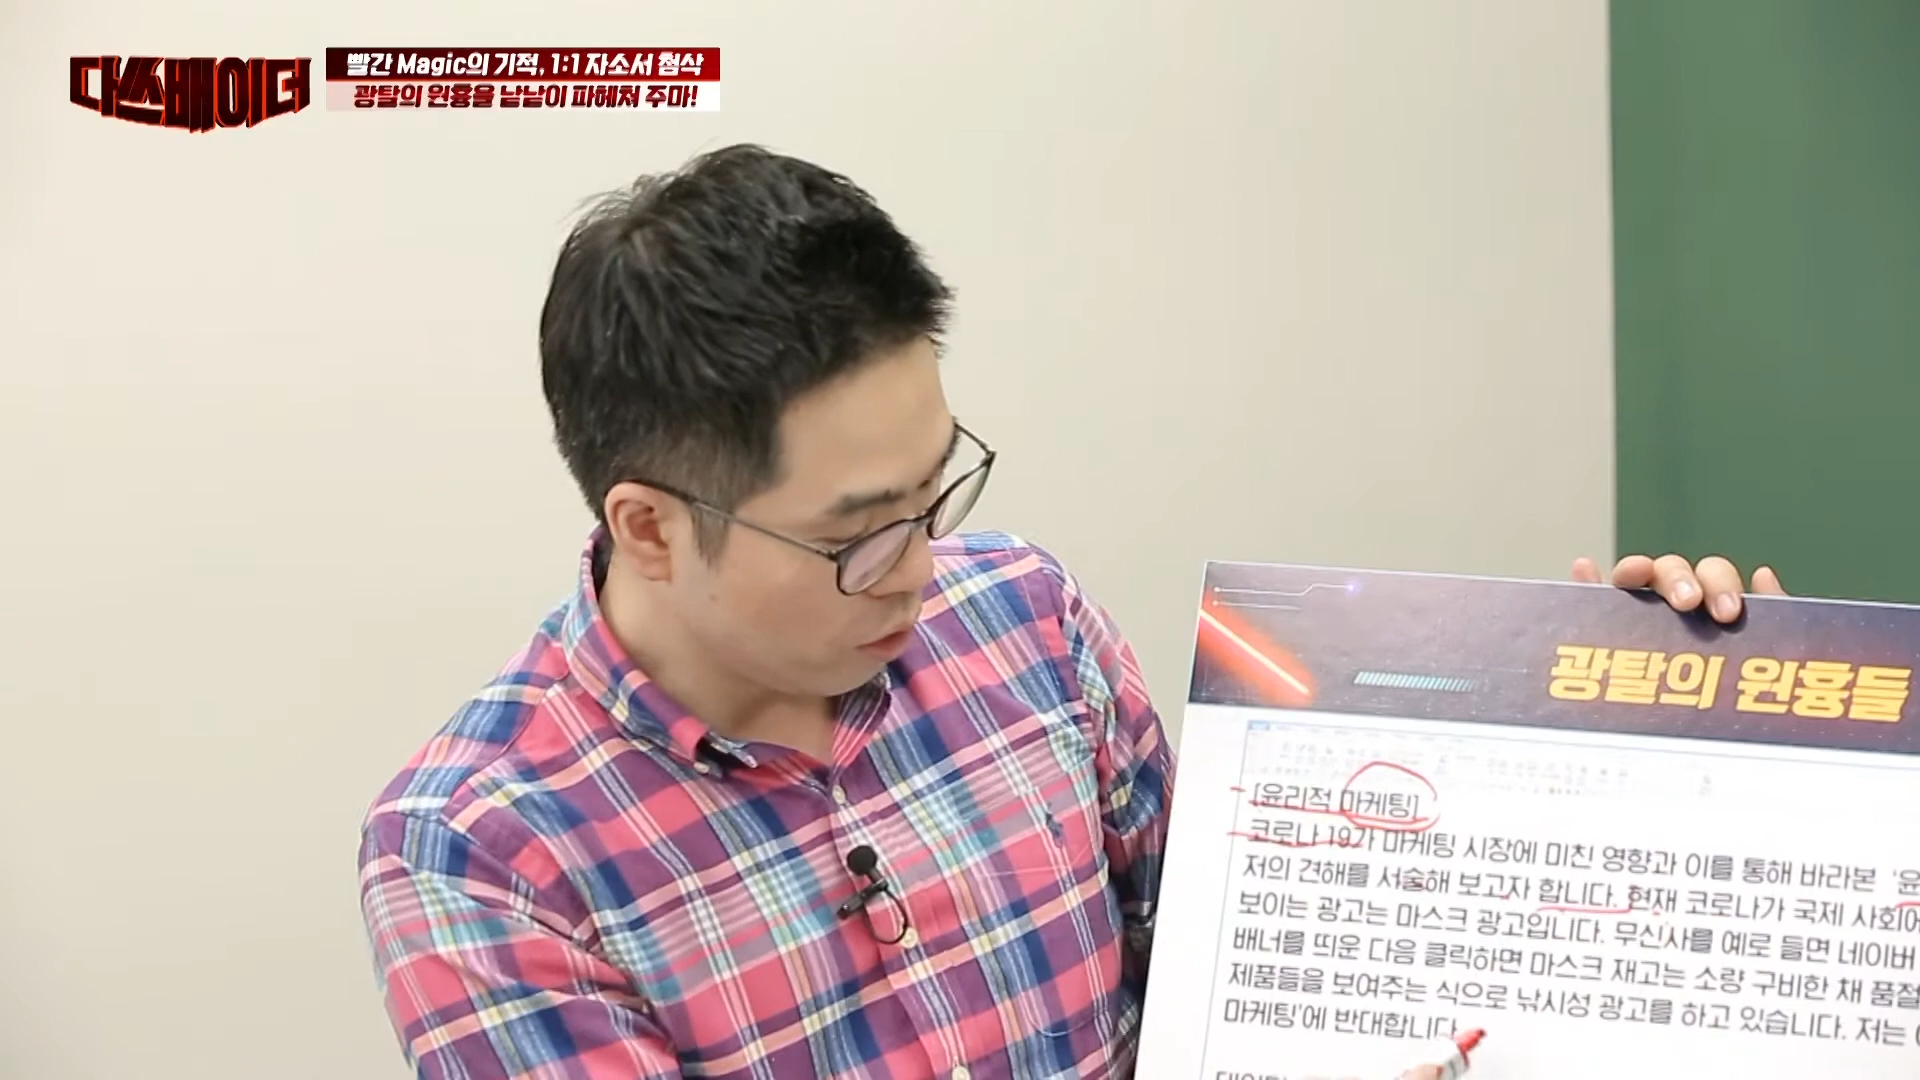 다쓰베이더
빨간 Magic의 기적, 1:1 자소서 첨삭
광탈의 원흉을 낱낱이 파헤쳐 주마!
광탈의 원흉들
[윤리적 마케팅]
코로나 19가 마케팅 시장에 미친 영향과 이를 통해 바라본 '윤
저의 견해를 서술해 보고자 합니다. 현재 코로나가 국제 사회에
보이는 광고는 마스크 광고입니다. 무신사를 예로 들면 네이버
배너를 띄운 다음 클릭하면 마스크 재고는 소량 구비한 채 품절
제품들을 보여주는 식으로 낚시성 광고를 하고 있습니다. 저는
마케팅'에 반대합니다.